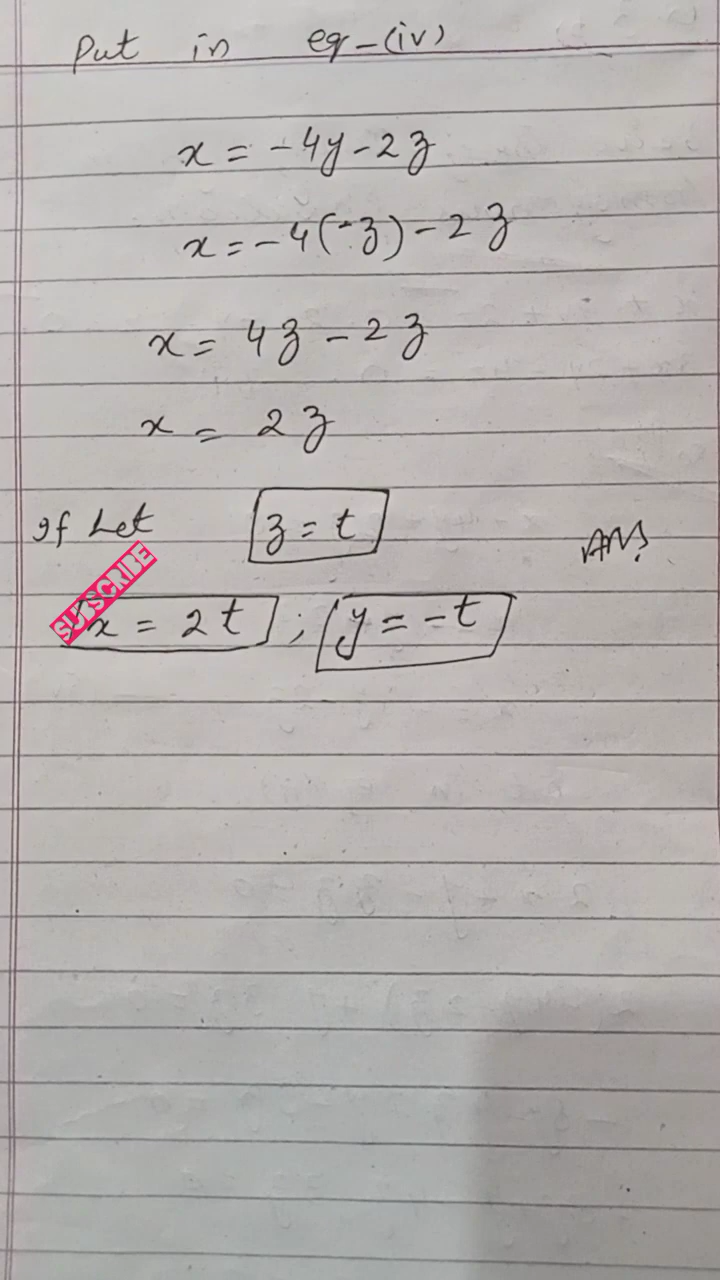 Put in eq-(iv)
x = -4y-2z
x = -4(-z)-2z
x = 4z - 2z
x = 2z
If Let z = t Ans
SUBSCRIBE
x = 2t ; y = -t